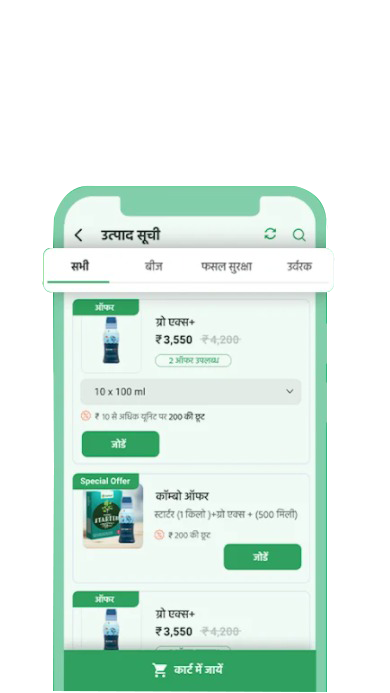 उत्पाद सूची
सभी बीज फसल सुरक्षा उर्वरक
ऑफर
ग्रो एक्स+
₹3,550 ₹4,200
2 ऑफर उपलब्ध
10 x 100 ml
₹ 10 से अधिक यूनिट पर 200 की छूट
जोडें
Special Offer
कॉम्बो ऑफर
स्टार्टर (1 किलो )+ग्रो एक्स + (500 मिली)
₹ 200 की छूट
जोडें
ऑफर
ग्रो एक्स+
₹3,550 ₹4,200
कार्ट में जायें